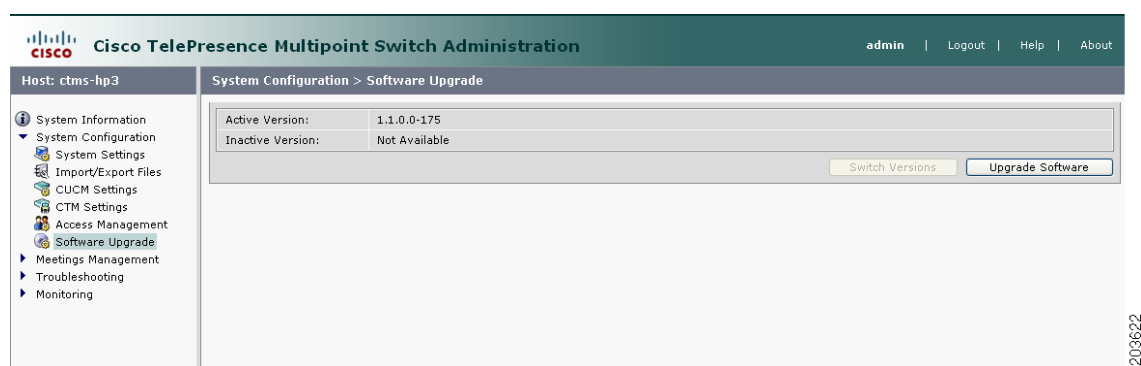 CISCO Cisco TelePresence Multipoint Switch Administration admin | Logout | Help | About
Host: ctms-hp3
System Configuration > Software Upgrade
System Information
System Configuration
System Settings
Import/Export Files
CUCM Settings
CTM Settings
Access Management
Software Upgrade
Meetings Management
Troubleshooting
Monitoring
Active Version: 1.1.0.0-175
Inactive Version: Not Available
Switch Versions Upgrade Software
203622